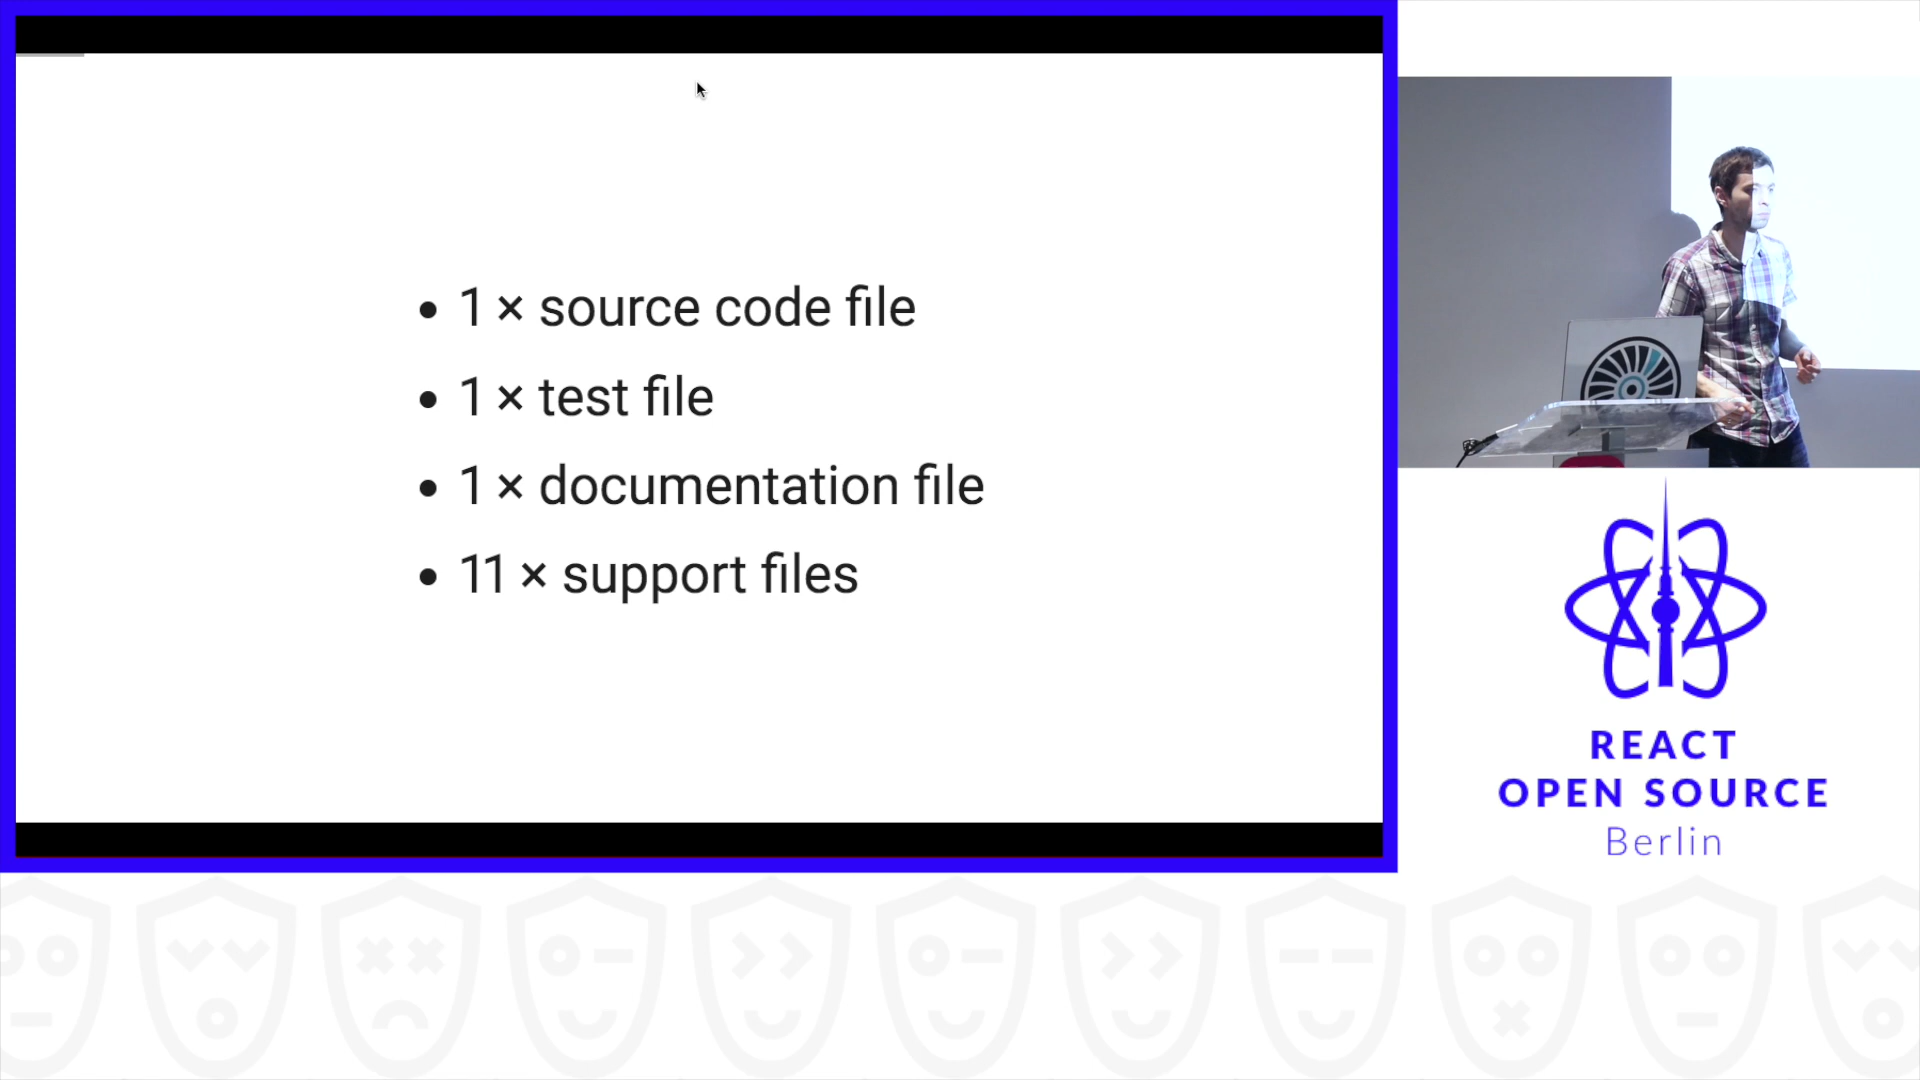 1 × source code file
1 × test file
1 × documentation file
11 × support files
REACT
OPEN SOURCE
Berlin